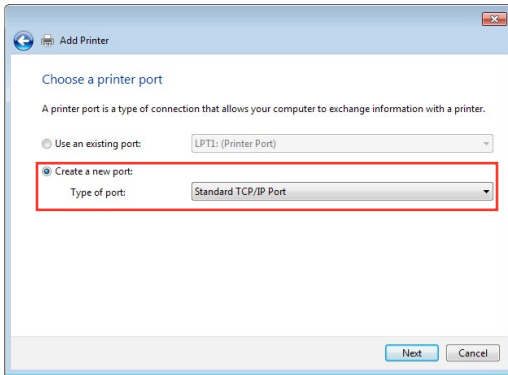 Add Printer
Choose a printer port
A printer port is a type of connection that allows your computer to exchange information with a printer.
Use an existing port: LPT1: (Printer Port)
Create a new port:
Type of port: Standard TCP/IP Port
Next Cancel